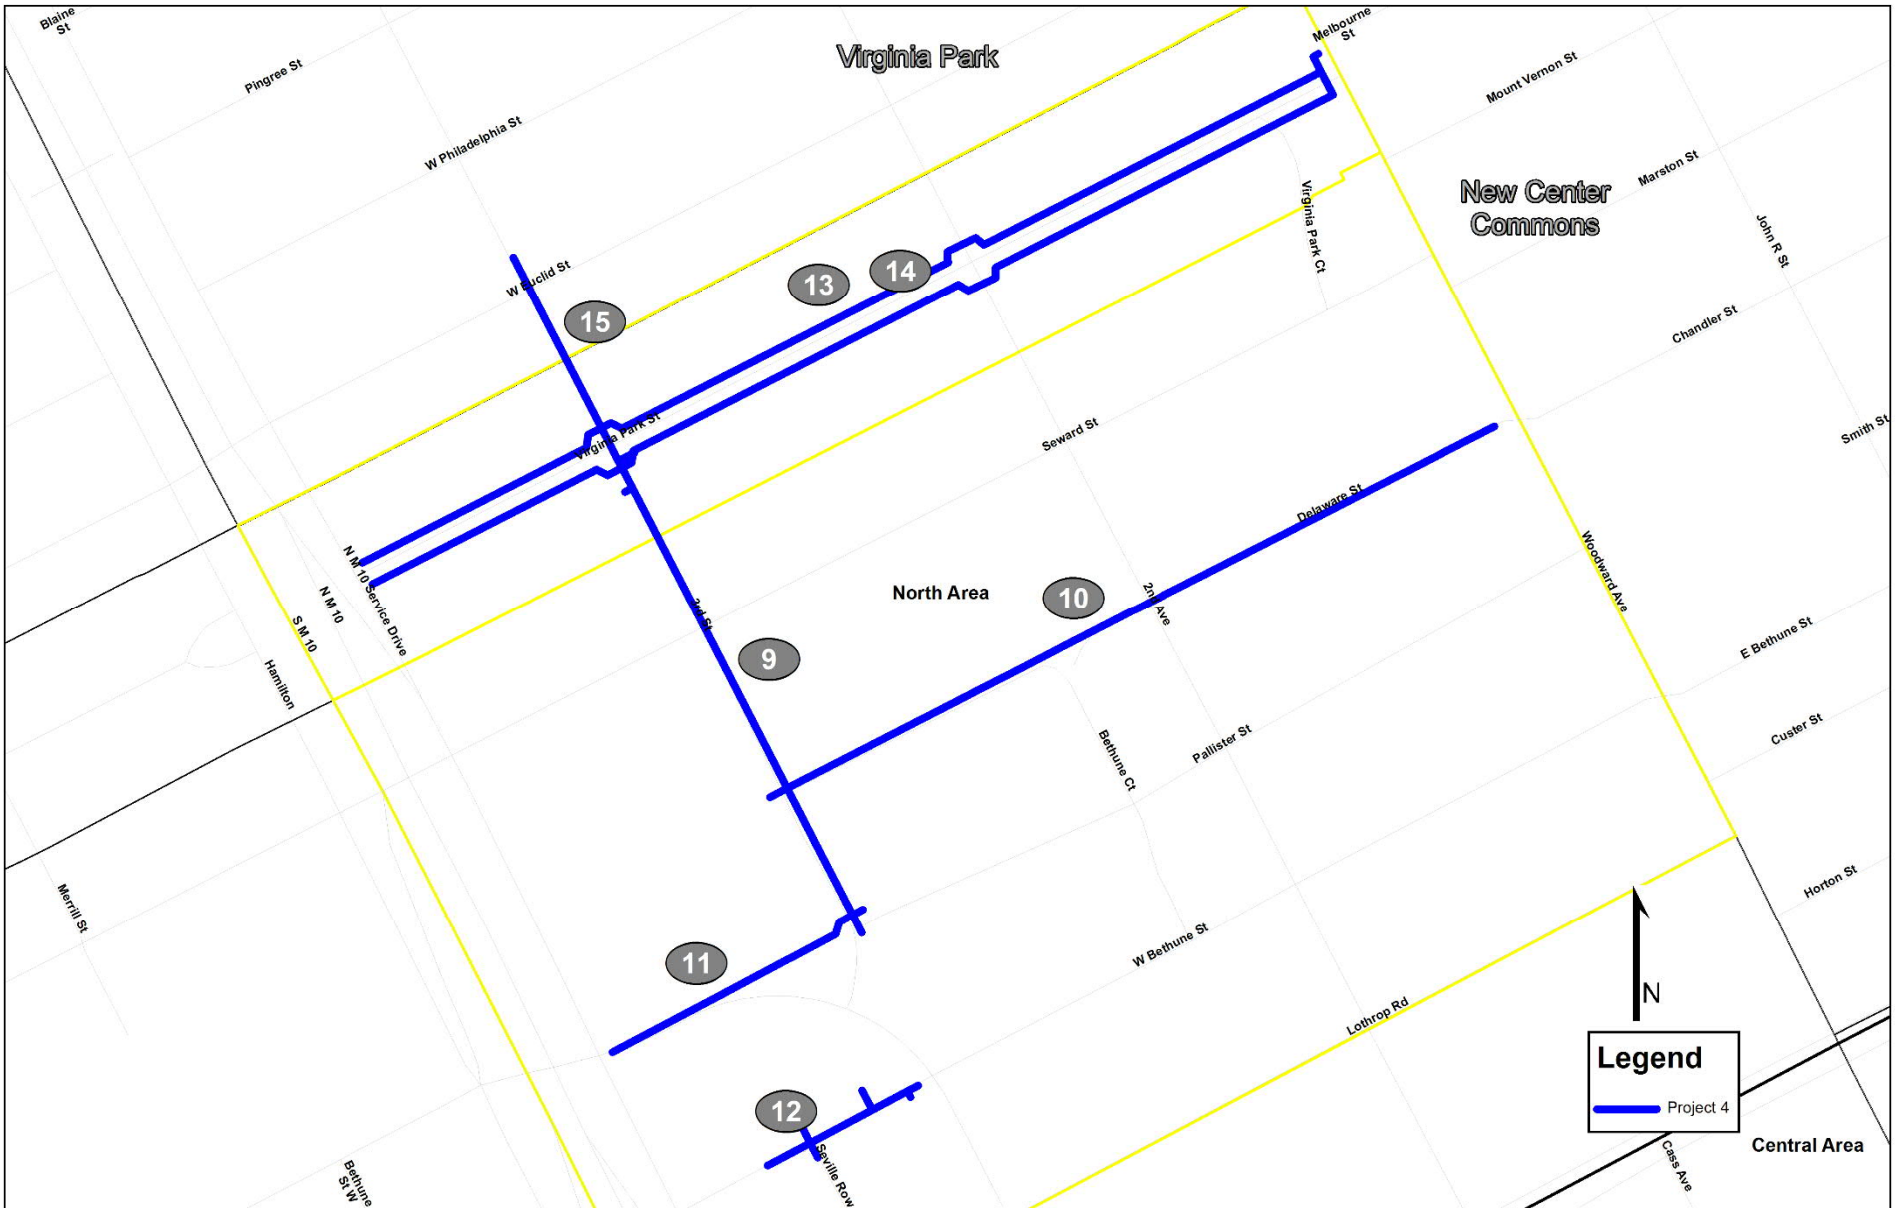 Blaine
St
Pingree St
Virginia Park
Melbourne
St
Mount Vernon St
W Philadelphia St
Marston St
New Center
Commons
Virginia Park Ct
John R St
W Euclid St
13
14
15
Chandler St
Virginia Park St
Seward St
Smith St
Delaware St
N M 10 Service Drive
N M 10
S M 10
Woodward Ave
North Area
10
2nd Ave
3rd St
9
Hamilton
E Bethune St
Custer St
Bethune Ct
Pallister St
Merrill St
Horton St
11
W Bethune St
Lothrop Rd
N
Legend
Project 4
12
Seville Row
Bethune
St W
Cass Ave
Central Area